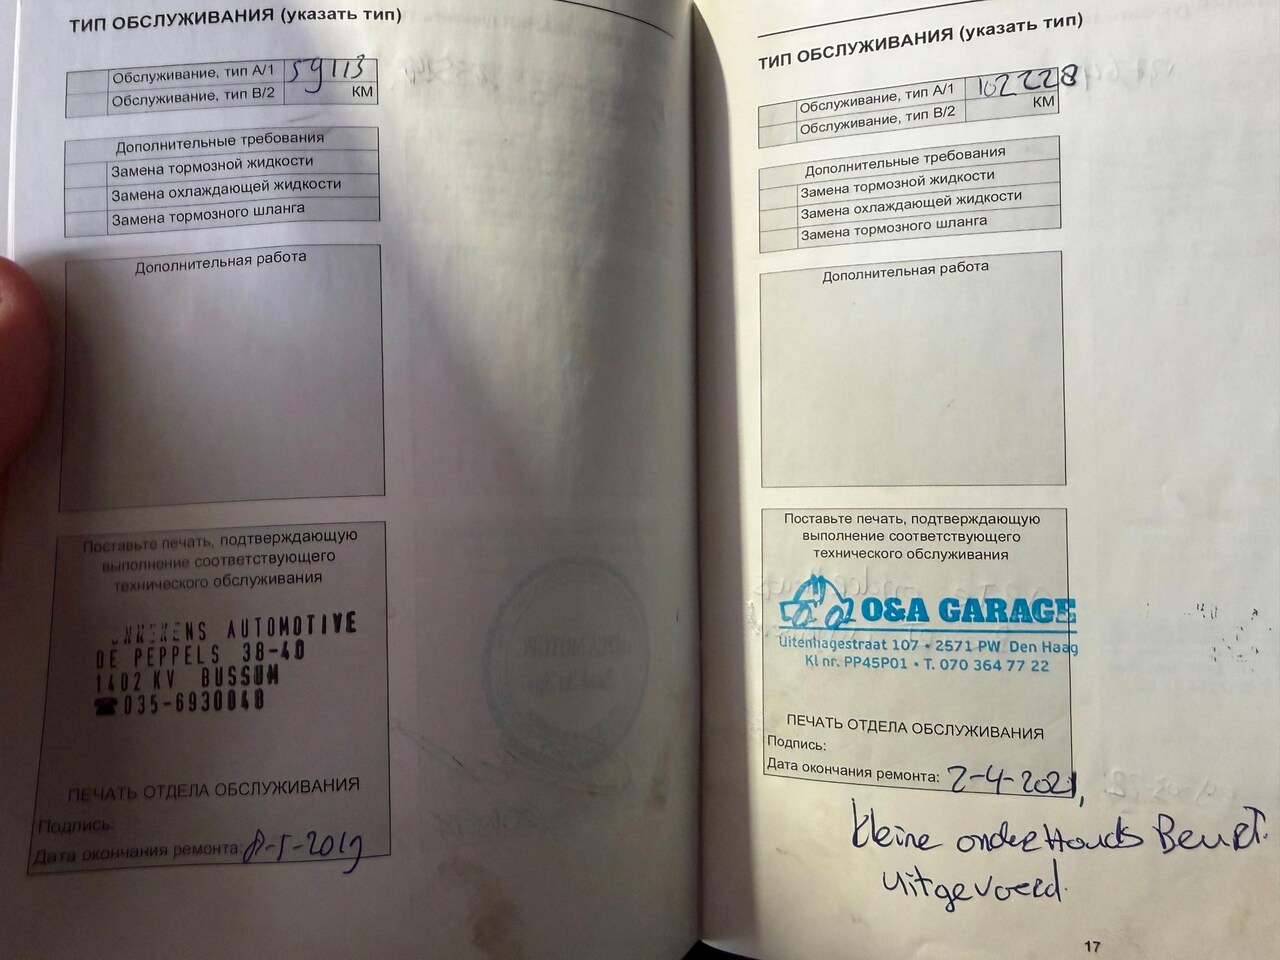 ТИП ОБСЛУЖИВАНИЯ (указать тип)
Обслуживание, тип А/1 59113
Обслуживание, тип В/2 КМ
Дополнительные требования
Замена тормозной жидкости
Замена охлаждающей жидкости
Замена тормозного шланга
Дополнительная работа
Поставьте печать, подтверждающую
выполнение соответствующего
технического обслуживания
AUTOMOTIVE
DE PEPPELS 38-40
1402 KV BUSSUM
☎035-6930048
ПЕЧАТЬ ОТДЕЛА ОБСЛУЖИВАНИЯ
Подпись:
Дата окончания ремонта: 8-5-2019
ТИП ОБСЛУЖИВАНИЯ (указать тип)
Обслуживание, тип А/1 102228
Обслуживание, тип В/2 КМ
Дополнительные требования
Замена тормозной жидкости
Замена охлаждающей жидкости
Замена тормозного шланга
Дополнительная работа
Поставьте печать, подтверждающую
выполнение соответствующего
технического обслуживания
O&A GARAGE
Uitenhagestraat 107 • 2571 PW Den Haag
Kl nr. PP45P01 • T. 070 364 77 22
ПЕЧАТЬ ОТДЕЛА ОБСЛУЖИВАНИЯ
Подпись:
Дата окончания ремонта: 2-4-2021,
kleine onderHouds Beurt.
uitgevoerd.
17